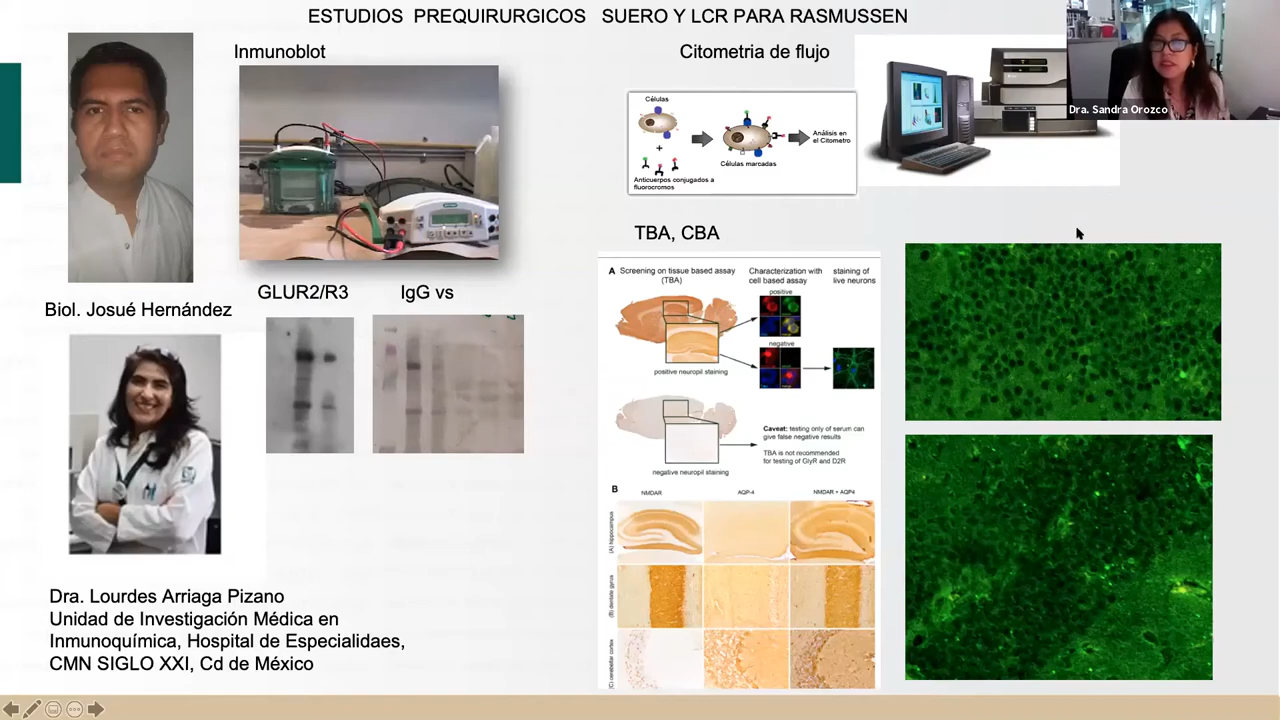 ESTUDIOS PREQUIRURGICOS SUERO Y LCR PARA RASMUSSEN
Inmunoblot
Citometria de flujo
Dra. Sandra Orozco
Células
+
Anticuerpos conjugados a
fluorocromos
Células marcadas
Análisis en
el Citometro
TBA, CBA
Biol. Josué Hernández
GLUR2/R3
IgG vs
A Screening on tissue based assay
(TBA)
Characterization with
cell based assay
staining of
live neurons
positive
negative
positive neuropil staining
Caveat: testing only of serum can
give false negative results
TBA is not recommended
for testing of GlyR and D2R
negative neuropil staining
B
NMDAR
AQP-4
NMDAR + AQP4
(A) hippocampus
(B) dentate gyrus
(C) cerebellar cortex
Dra. Lourdes Arriaga Pizano
Unidad de Investigación Médica en
Inmunoquímica, Hospital de Especialidaes,
CMN SIGLO XXI, Cd de México